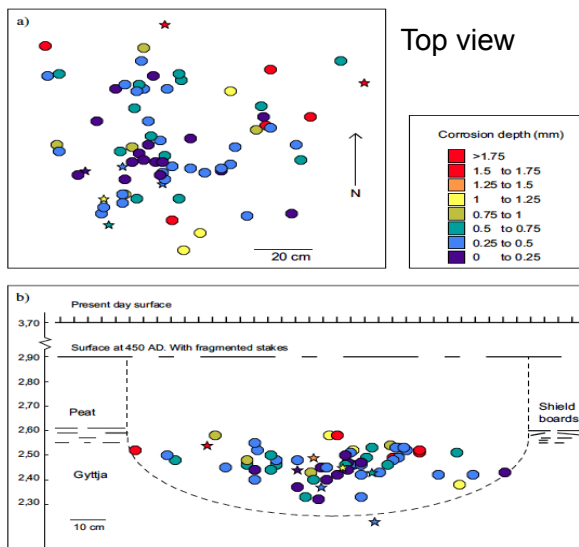 a)
Top view
N
20 cm
Corrosion depth (mm)
>1.75
1.5 to 1.75
1.25 to 1.5
1 to 1.25
0.75 to 1
0.5 to 0.75
0.25 to 0.5
0 to 0.25
b)
Present day surface
3,70
Surface at 450 AD. With fragmented stakes
2,90
2,80
2,70
Peat
Shield
boards
2,60
2,50
Gyttja
2,40
2,30
10 cm